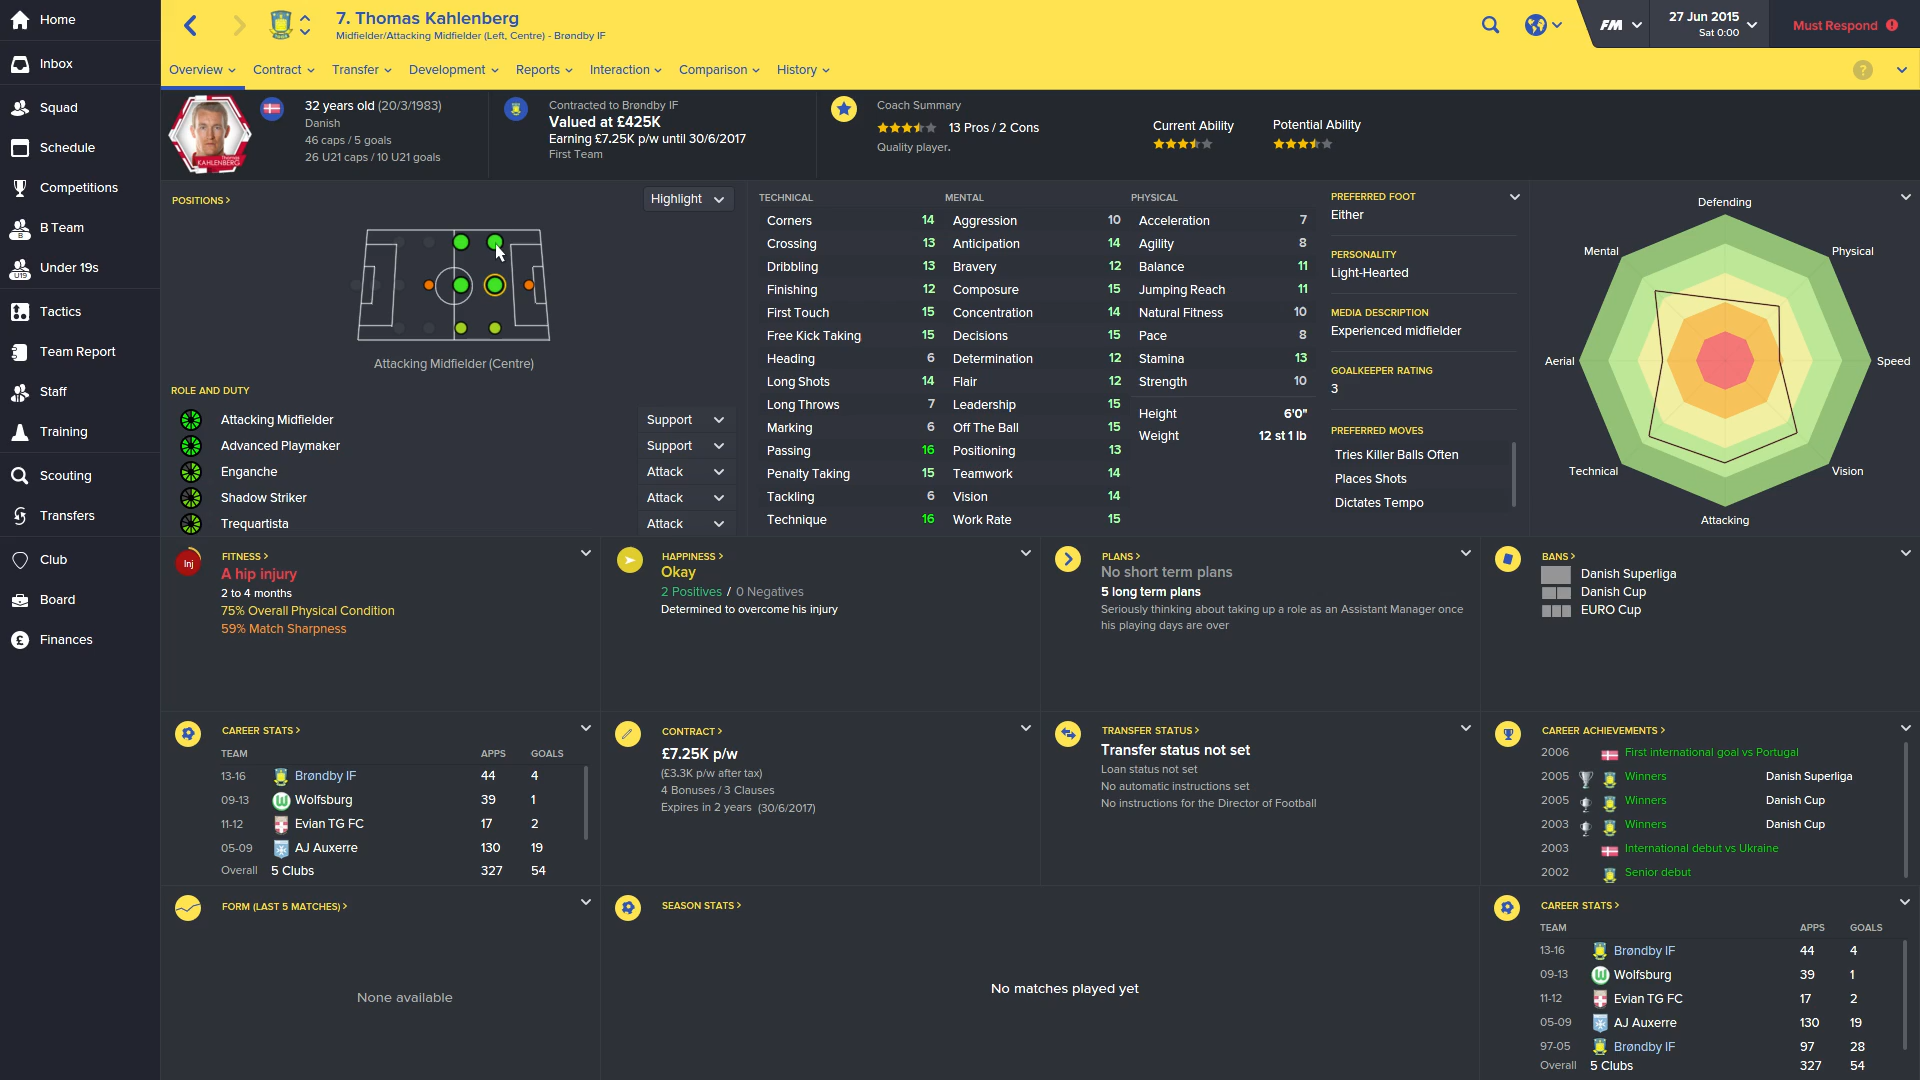 Home
Inbox
Squad
Schedule
Competitions
B Team
Under 19s
Tactics
Team Report
Staff
Training
Scouting
Transfers
Club
Board
Finances
7. Thomas Kahlenberg
Midfielder/Attacking Midfielder (Left, Centre) - Brøndby IF
FM
27 Jun 2015
Sat 0:00
Must Respond
Overview
Contract
Transfer
Development
Reports
Interaction
Comparison
History
?
Thomas
KAHLENBERG
32 years old (20/3/1983)
Danish
46 caps / 5 goals
26 U21 caps / 10 U21 goals
Contracted to Brøndby IF
Valued at £425K
Earning £7.25K p/w until 30/6/2017
First Team
Coach Summary
13 Pros / 2 Cons
Quality player.
Current Ability
Potential Ability
POSITIONS >
Highlight
Attacking Midfielder (Centre)
ROLE AND DUTY
Attacking Midfielder Support
Advanced Playmaker Support
Enganche Attack
Shadow Striker Attack
Trequartista Attack
TECHNICAL
Corners 14
Crossing 13
Dribbling 13
Finishing 12
First Touch 15
Free Kick Taking 15
Heading 6
Long Shots 14
Long Throws 7
Marking 6
Passing 16
Penalty Taking 15
Tackling 6
Technique 16
MENTAL
Aggression 10
Anticipation 14
Bravery 12
Composure 15
Concentration 14
Decisions 15
Determination 12
Flair 12
Leadership 15
Off The Ball 15
Positioning 13
Teamwork 14
Vision 14
Work Rate 15
PHYSICAL
Acceleration 7
Agility 8
Balance 11
Jumping Reach 11
Natural Fitness 10
Pace 8
Stamina 13
Strength 10
Height 6'0"
Weight 12 st 1 lb
PREFERRED FOOT
Either
PERSONALITY
Light-Hearted
MEDIA DESCRIPTION
Experienced midfielder
GOALKEEPER RATING
3
PREFERRED MOVES
Tries Killer Balls Often
Places Shots
Dictates Tempo
Defending
Mental
Physical
Aerial
Speed
Technical
Vision
Attacking
Inj
FITNESS >
A hip injury
2 to 4 months
75% Overall Physical Condition
59% Match Sharpness
HAPPINESS >
Okay
2 Positives / 0 Negatives
Determined to overcome his injury
PLANS >
No short term plans
5 long term plans
Seriously thinking about taking up a role as an Assistant Manager once
his playing days are over
BANS >
Danish Superliga
Danish Cup
EURO Cup
CAREER STATS >
TEAM APPS GOALS
13-16 Brøndby IF 44 4
09-13 Wolfsburg 39 1
11-12 Evian TG FC 17 2
05-09 AJ Auxerre 130 19
Overall 5 Clubs 327 54
CONTRACT >
£7.25K p/w
(£3.3K p/w after tax)
4 Bonuses / 3 Clauses
Expires in 2 years (30/6/2017)
TRANSFER STATUS >
Transfer status not set
Loan status not set
No automatic instructions set
No instructions for the Director of Football
CAREER ACHIEVEMENTS >
2006 First international goal vs Portugal
2005 Winners Danish Superliga
2005 Winners Danish Cup
2003 Winners Danish Cup
2003 International debut vs Ukraine
2002 Senior debut
FORM (LAST 5 MATCHES) >
None available
SEASON STATS >
No matches played yet
CAREER STATS >
TEAM APPS GOALS
13-16 Brøndby IF 44 4
09-13 Wolfsburg 39 1
11-12 Evian TG FC 17 2
05-09 AJ Auxerre 130 19
97-05 Brøndby IF 97 28
Overall 5 Clubs 327 54